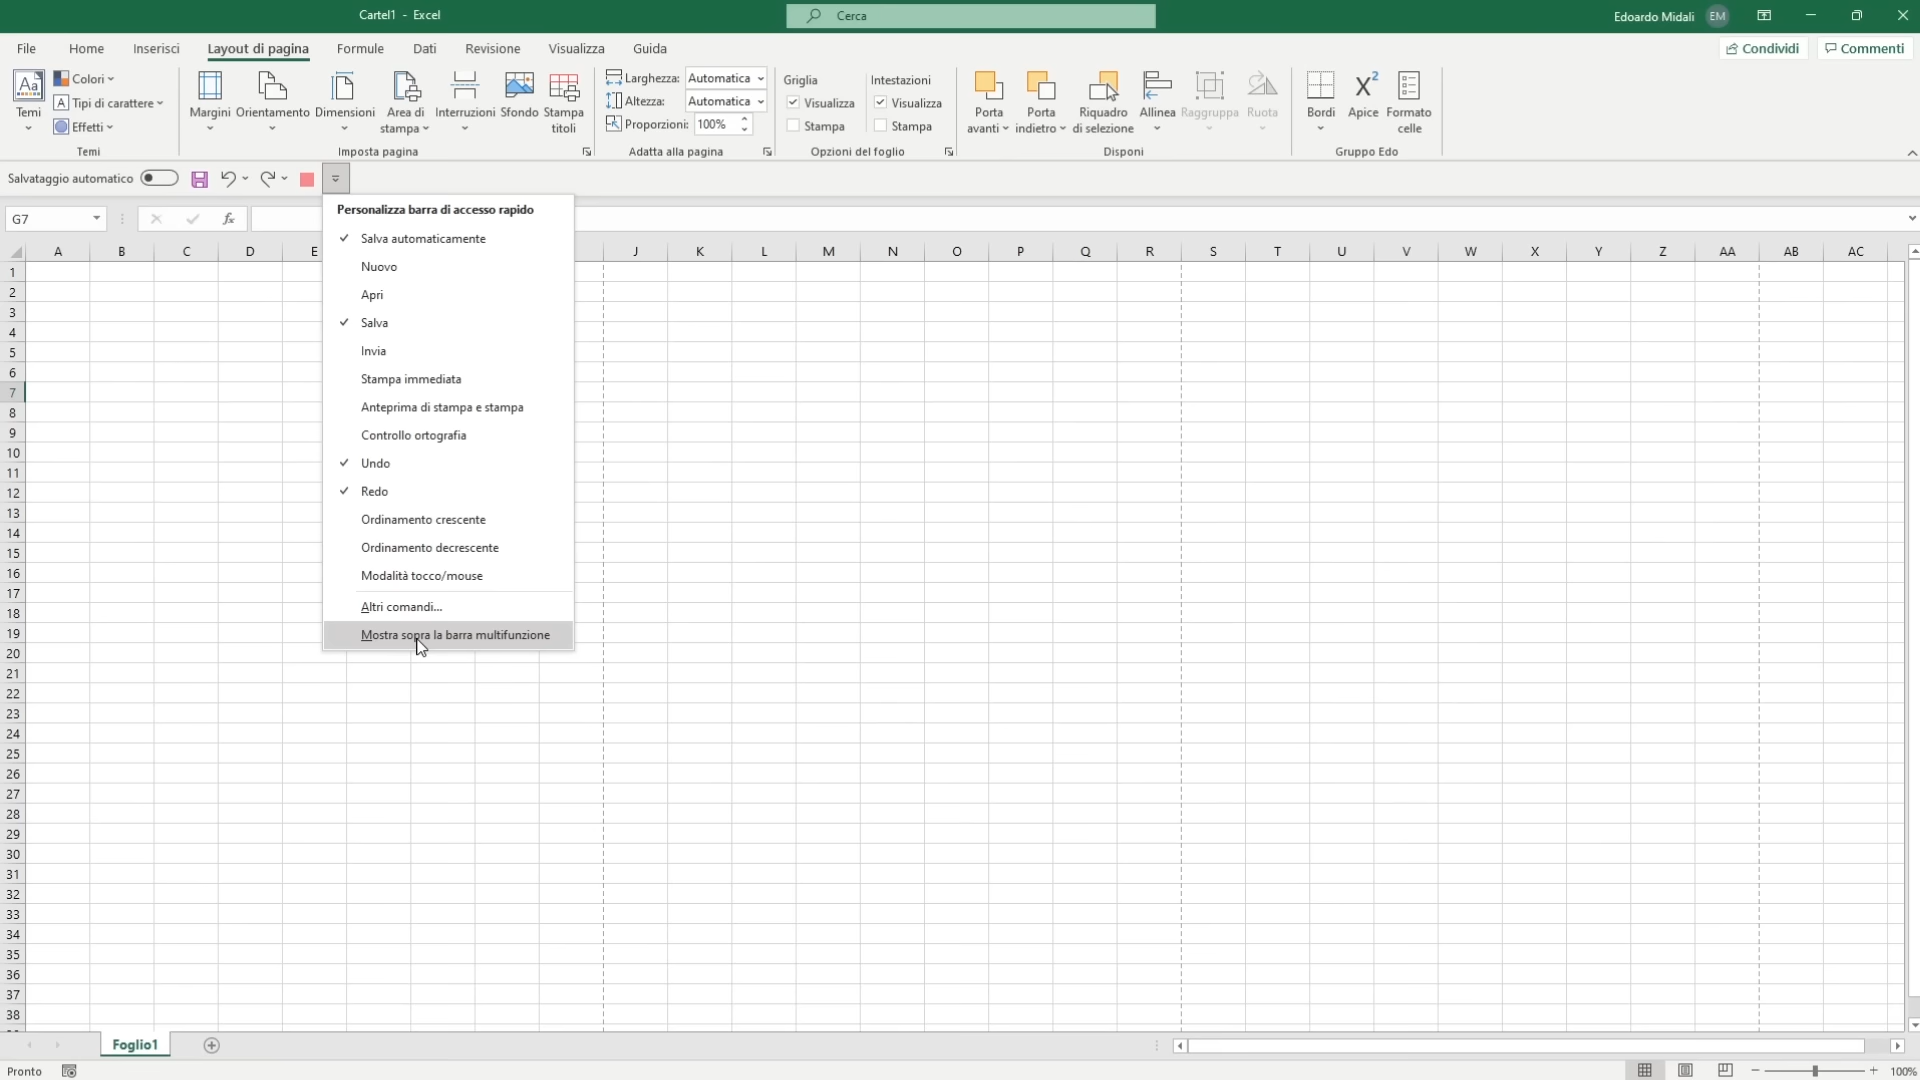 Cartel1 - Excel
Cerca
Edoardo Midali EM
File Home Inserisci Layout di pagina Formule Dati Revisione Visualizza Guida
Condividi Commenti
Temi
Colori
Tipi di carattere
Effetti
Temi
Margini Orientamento Dimensioni Area di stampa Interruzioni Sfondo Stampa titoli
Imposta pagina
Larghezza: Automatica
Altezza: Automatica
Proporzioni: 100%
Adatta alla pagina
Griglia Intestazioni
Visualizza Visualizza
Stampa Stampa
Opzioni del foglio
Porta avanti Porta indietro Riquadro di selezione Allinea Raggruppa Ruota
Disponi
Bordi Apice Formato celle
Gruppo Edo
Salvataggio automatico
G7
fx
Personalizza barra di accesso rapido
Salva automaticamente
Nuovo
Apri
Salva
Invia
Stampa immediata
Anteprima di stampa e stampa
Controllo ortografia
Undo
Redo
Ordinamento crescente
Ordinamento decrescente
Modalità tocco/mouse
Altri comandi...
Mostra sopra la barra multifunzione
A B C D E J K L M N O P Q R S T U V W X Y Z AA AB AC
1
2
3
4
5
6
7
8
9
10
11
12
13
14
15
16
17
18
19
20
21
22
23
24
25
26
27
28
29
30
31
32
33
34
35
36
37
38
Foglio1
Pronto
100%